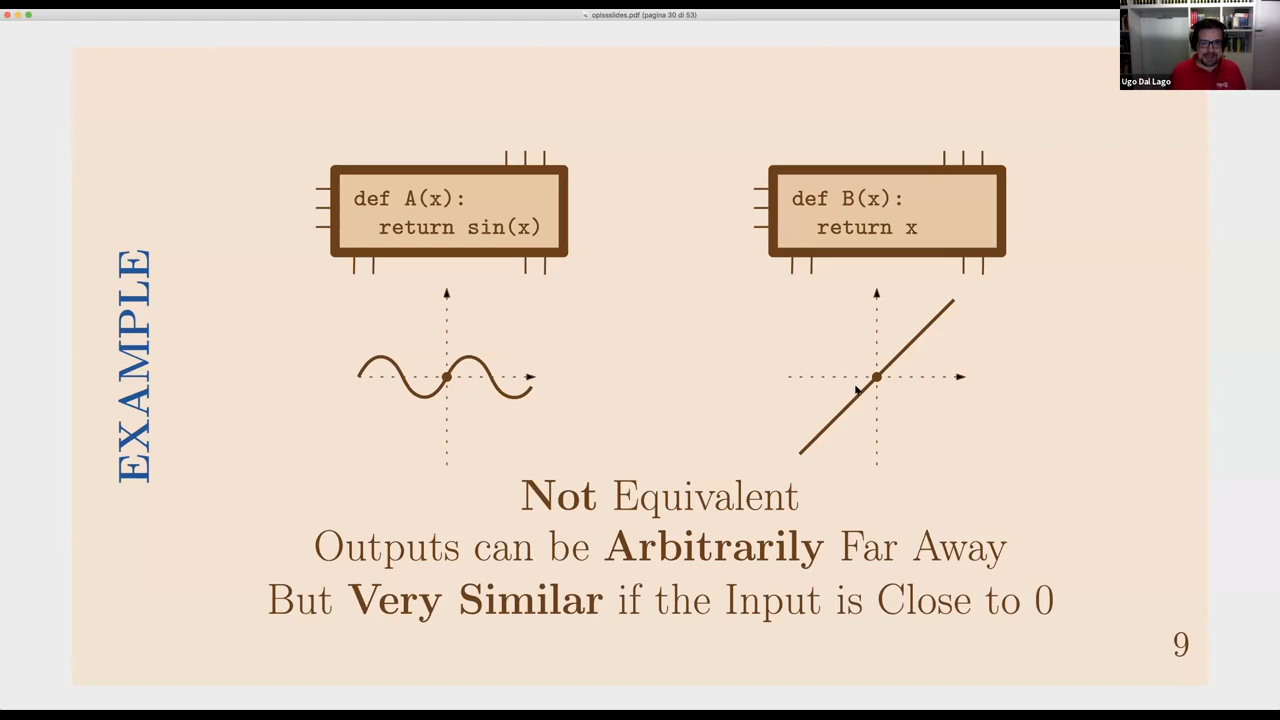 opissslides.pdf (pagina 30 di 53)
Ugo Dal Lago
EXAMPLE
def A(x):
return sin(x)
def B(x):
return x
Not Equivalent
Outputs can be Arbitrarily Far Away
But Very Similar if the Input is Close to 0
9